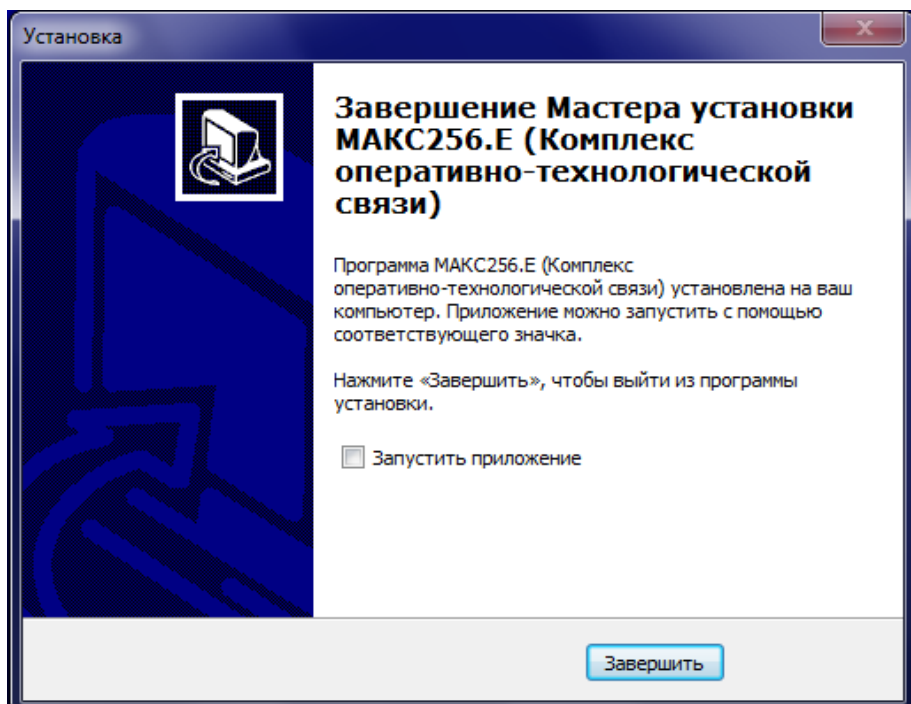 Установка
Завершение Мастера установки
МАКС256.Е (Комплекс
оперативно-технологической
связи)
Программа МАКС256.Е (Комплекс
оперативно-технологической связи) установлена на ваш
компьютер. Приложение можно запустить с помощью
соответствующего значка.
Нажмите «Завершить», чтобы выйти из программы
установки.
Запустить приложение
Завершить